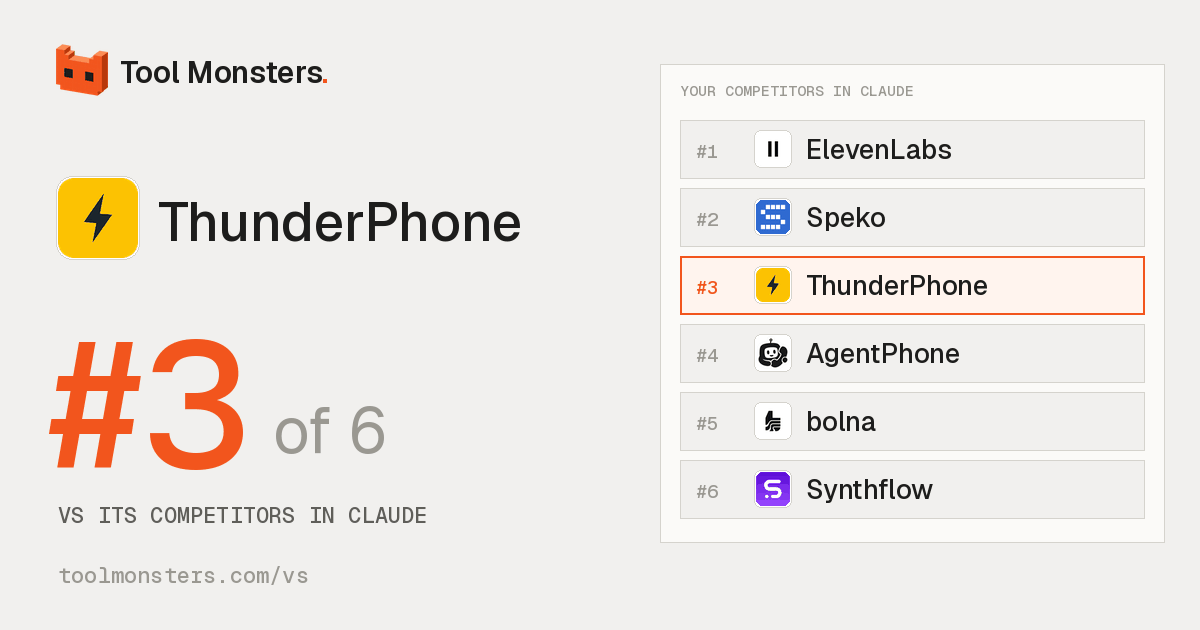 Tool Monsters.
ThunderPhone
#3 of 6
VS ITS COMPETITORS IN CLAUDE
toolmonsters.com/vs
YOUR COMPETITORS IN CLAUDE
#1 ElevenLabs
#2 Speko
#3 ThunderPhone
#4 AgentPhone
#5 bolna
#6 Synthflow